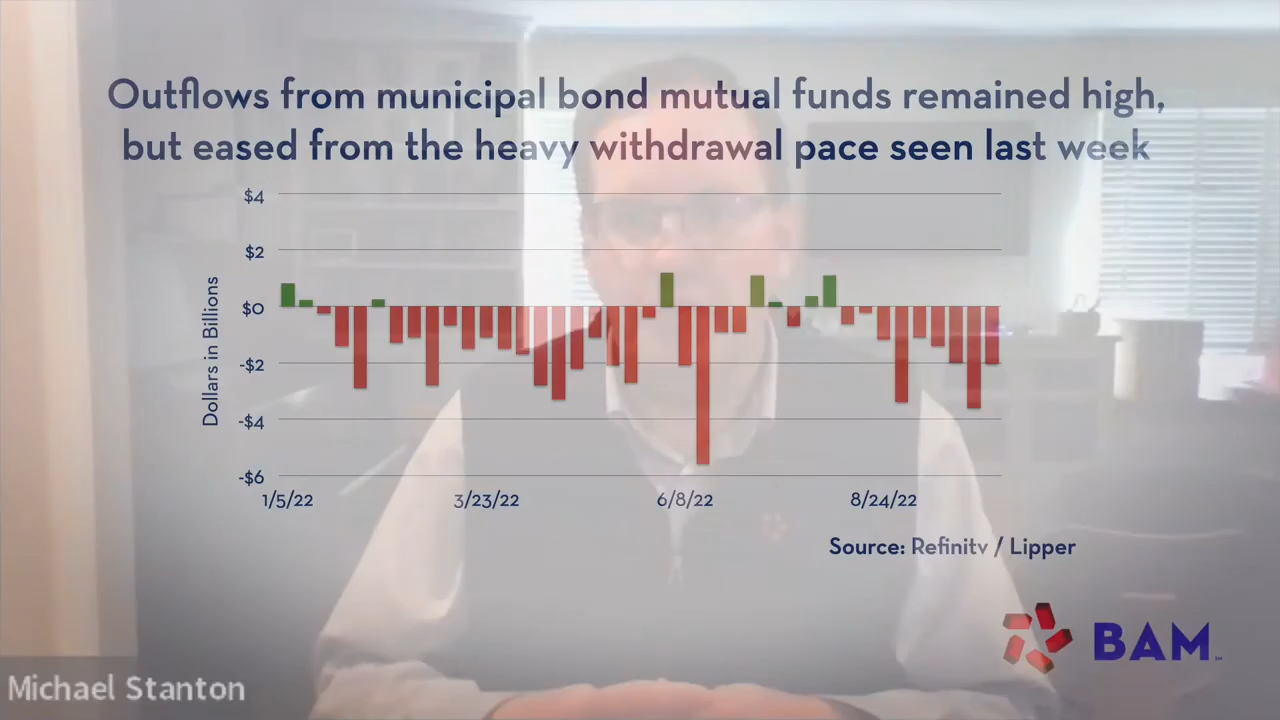 Outflows from municipal bond mutual funds remained high,
but eased from the heavy withdrawal pace seen last week
$4
$2
$0
-$2
-$4
-$6
Dollars in Billions
1/5/22 3/23/22 6/8/22 8/24/22
Source: Refinitv / Lipper
BAM
Michael Stanton